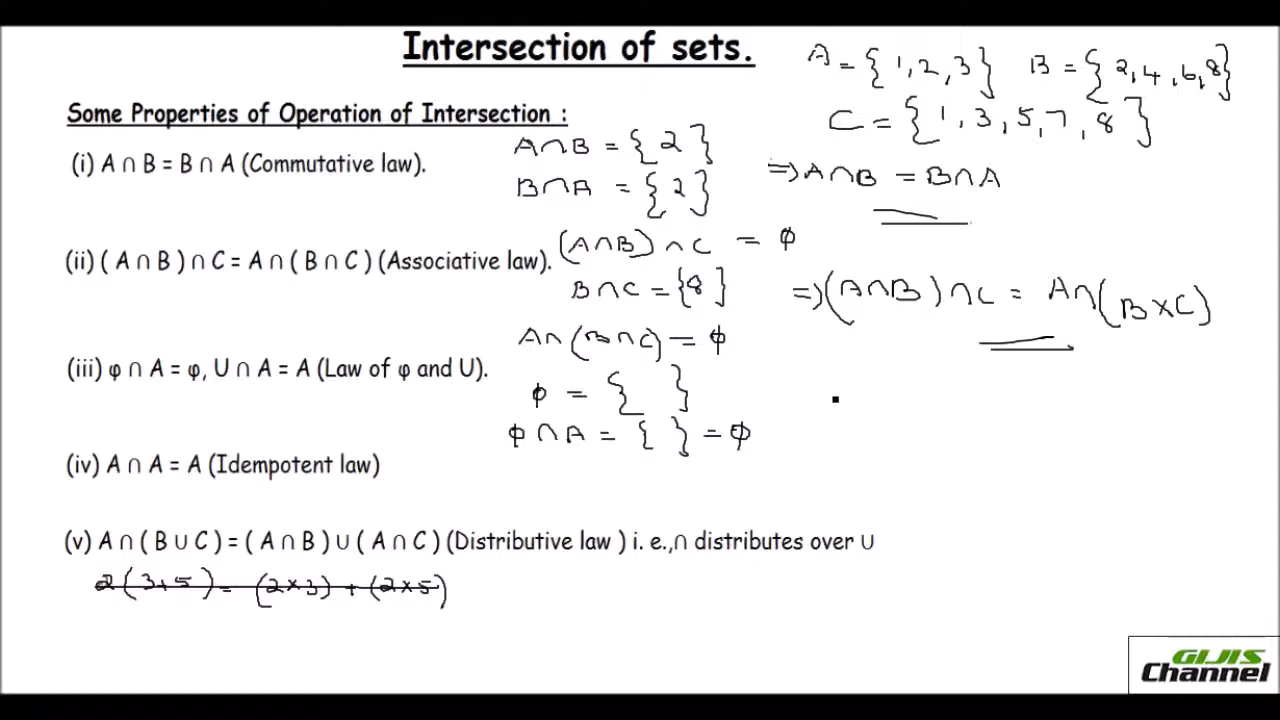 Intersection of sets.
A = { 1, 2, 3 } B = { 2, 4, 6, 8 }
C = { 1, 3, 5, 7, 8 }
Some Properties of Operation of Intersection :
(i) A ∩ B = B ∩ A (Commutative law).
A∩B = { 2 }
B∩A = { 2 }
⇒ A∩B = B∩A
(ii) ( A ∩ B ) ∩ C = A ∩ ( B ∩ C ) (Associative law).
(A∩B) ∩ C = φ
B∩C = {8 }
⇒ (A∩B) ∩ C = A∩ (B×C)
A∩ (B∩C) = φ
(iii) φ ∩ A = φ, U ∩ A = A (Law of φ and U).
φ = { }
φ ∩ A = { } = φ
(iv) A ∩ A = A (Idempotent law)
(v) A ∩ ( B ∪ C ) = ( A ∩ B ) ∪ ( A ∩ C ) (Distributive law ) i. e.,∩ distributes over ∪
2 (3+5) = (2×3) + (2×5)
GIJIS
Channel